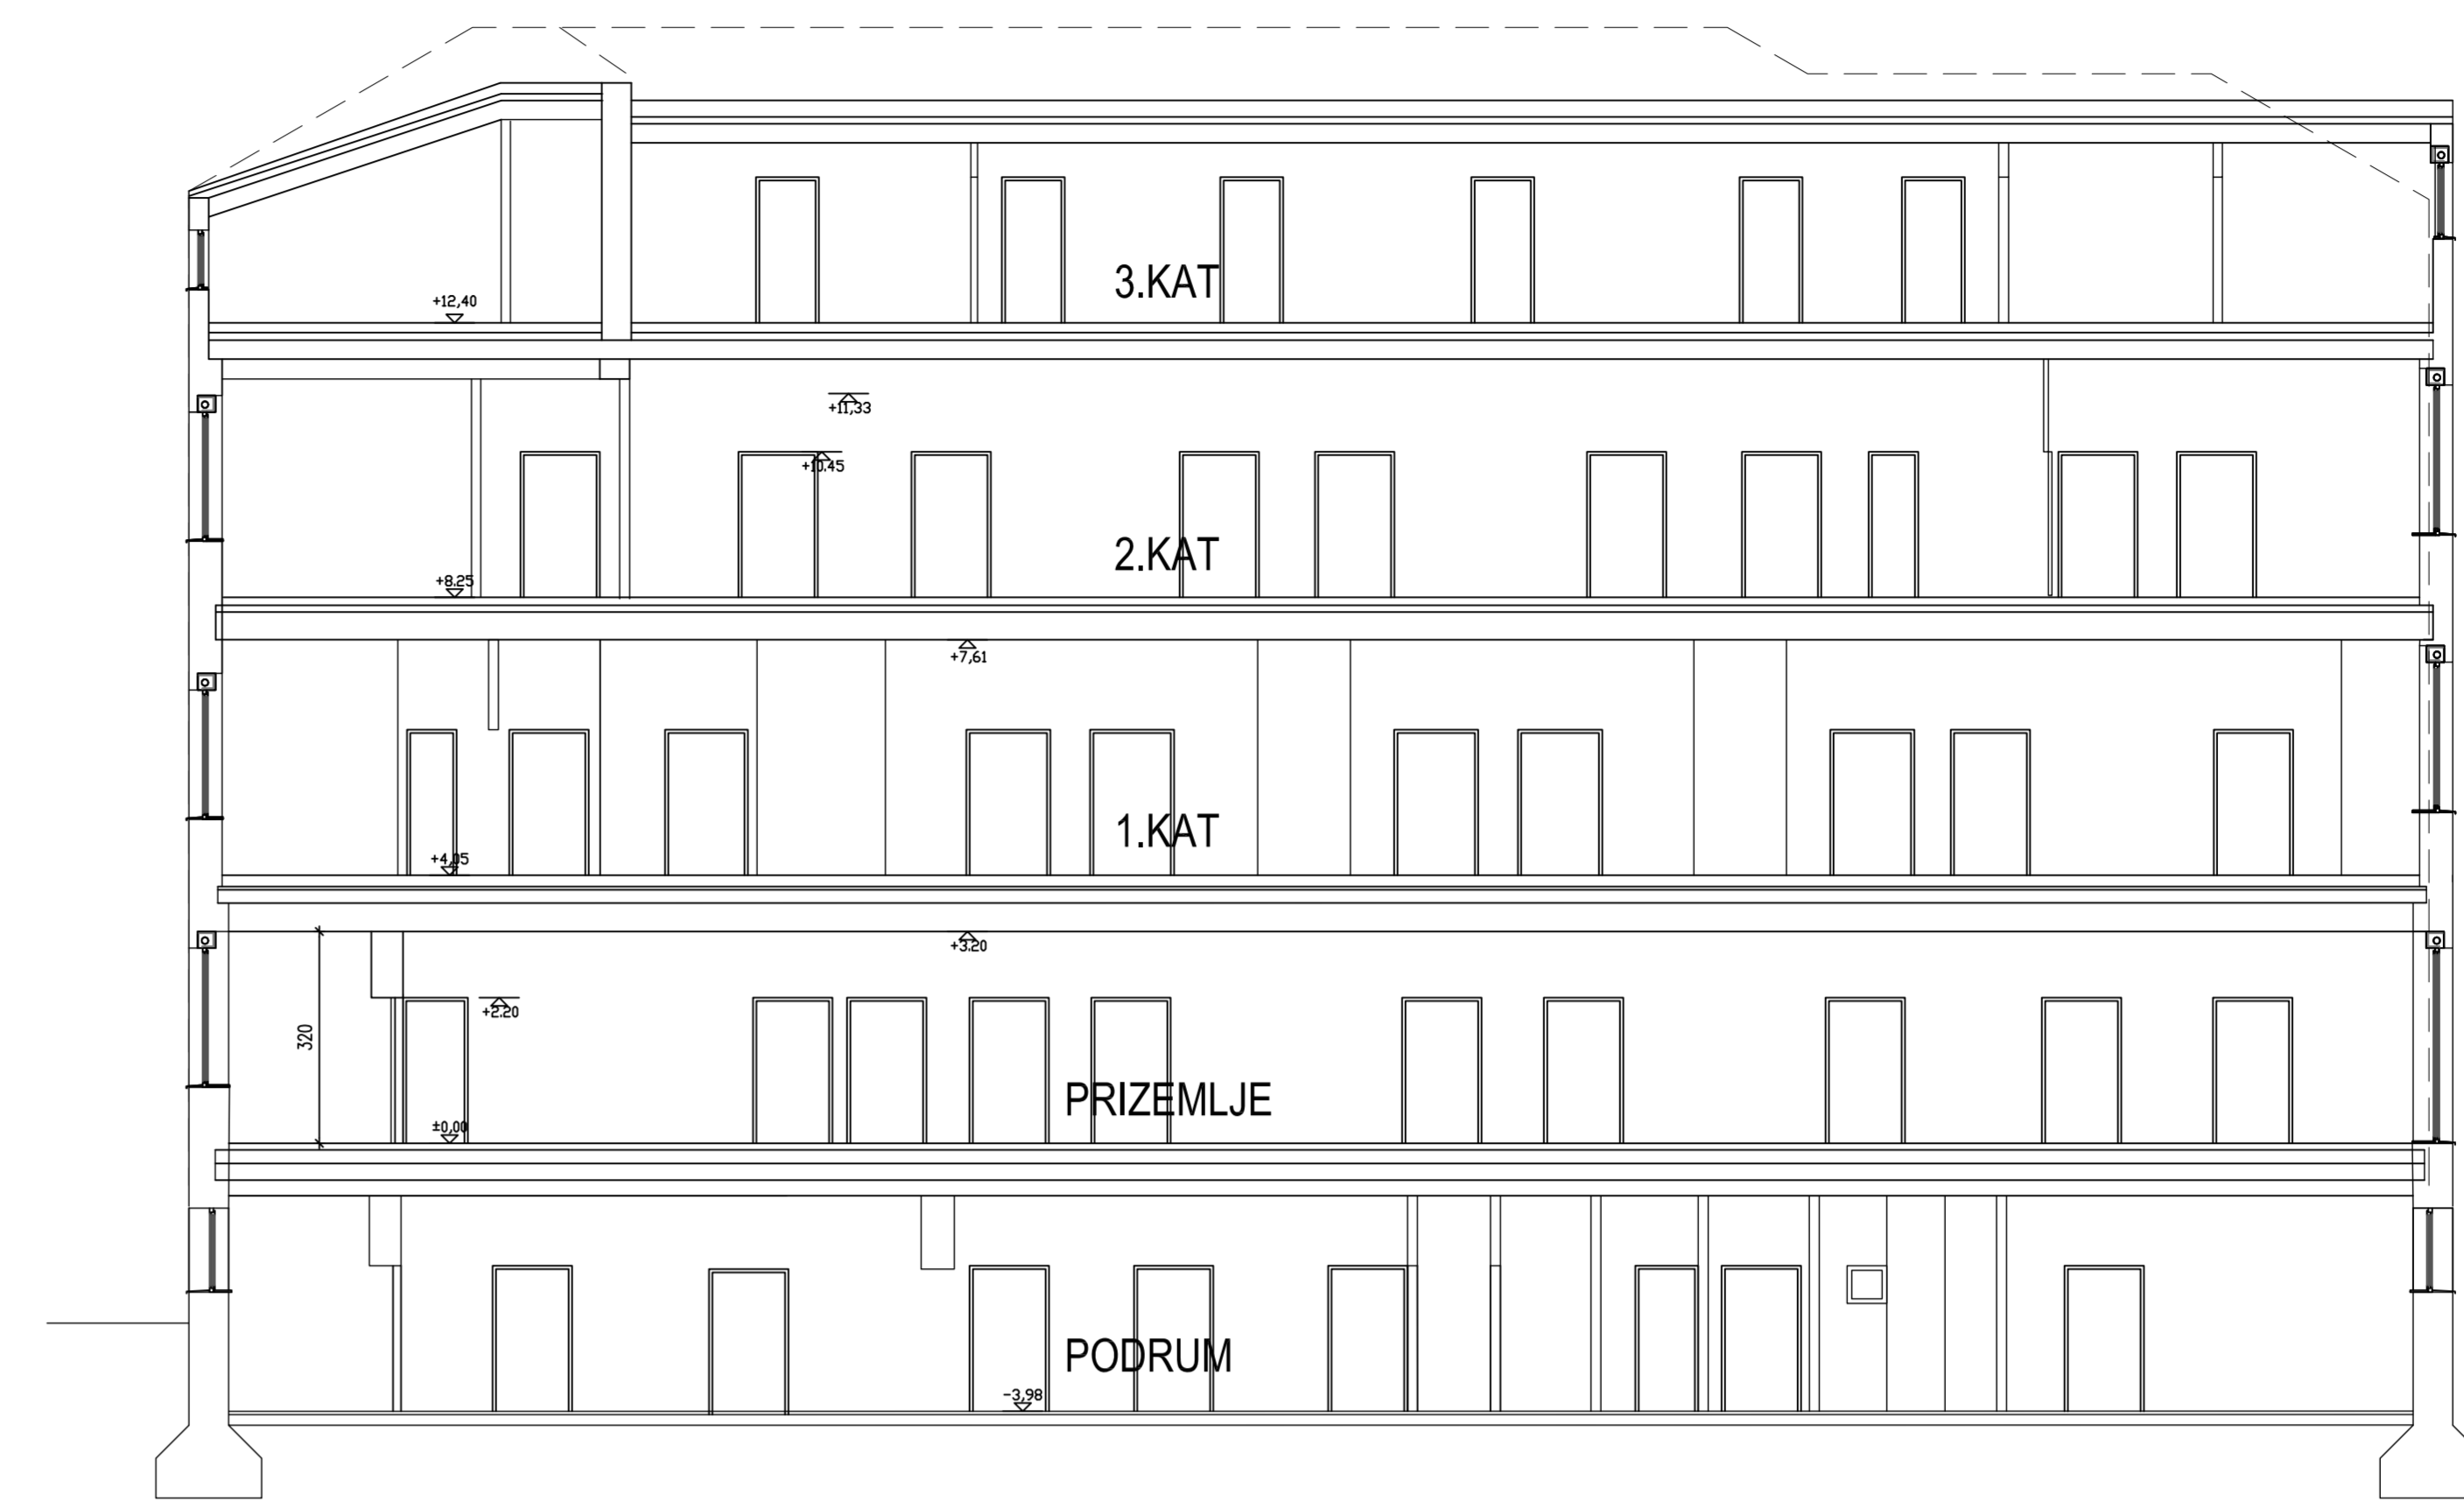 3.KAT
+12,40
+11,33
+10.45
2.KAT
+8.25
+7,61
1.KAT
+4,05
+3.20
+2.20
320
PRIZEMLJE
±0,00
PODRUM
-3,98